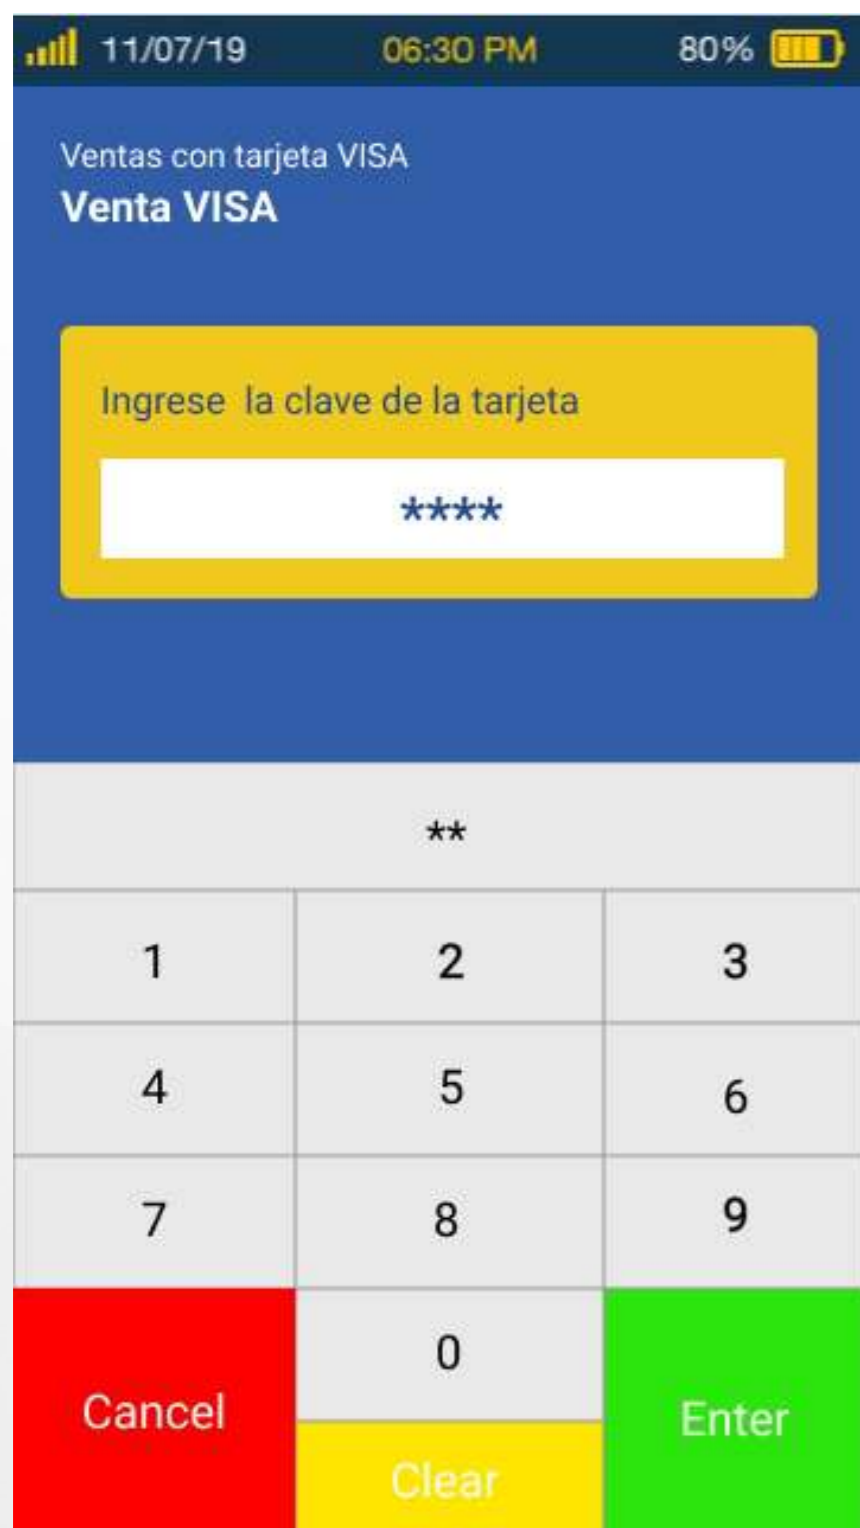 11/07/19 06:30 PM 80%
Ventas con tarjeta VISA
Venta VISA
Ingrese la clave de la tarjeta
****
**
1 2 3
4 5 6
7 8 9
0
Cancel Enter
Clear